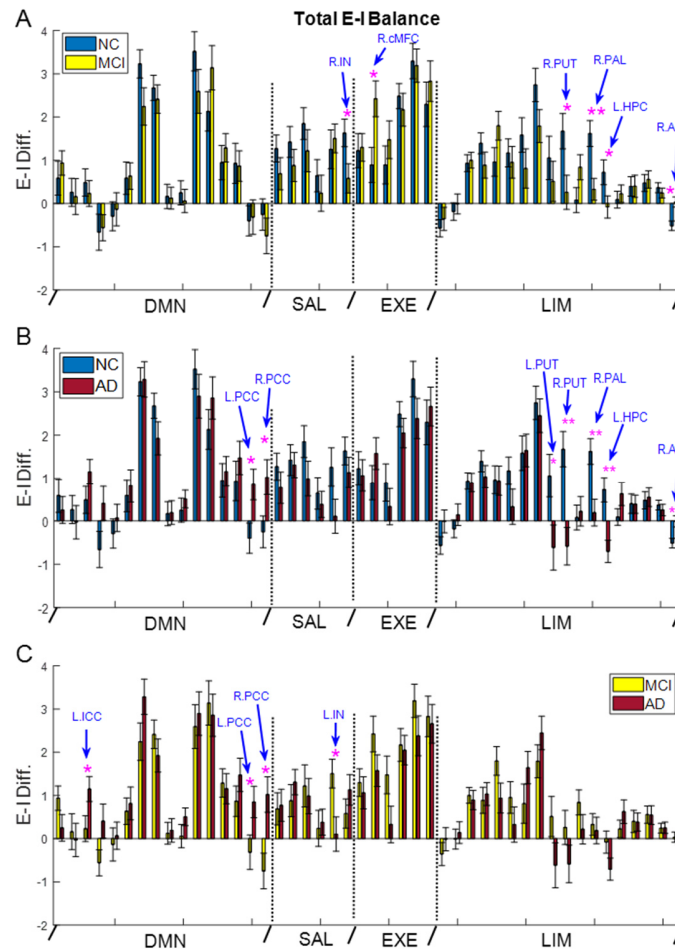 A
Total E-I Balance
NC
MCI
R.IN
R.cMFC
R.PUT
R.PAL
L.HPC
R.A
*
*
*
**
*
*
E-I Diff.
4
3
2
1
0
-1
-2
DMN
SAL
EXE
LIM
B
NC
AD
L.PCC
R.PCC
L.PUT
R.PUT
R.PAL
L.HPC
R.A
*
*
*
**
**
**
*
E-I Diff.
4
3
2
1
0
-1
-2
DMN
SAL
EXE
LIM
C
MCI
AD
L.ICC
L.PCC
R.PCC
L.IN
*
*
*
*
E-I Diff.
4
3
2
1
0
-1
-2
DMN
SAL
EXE
LIM